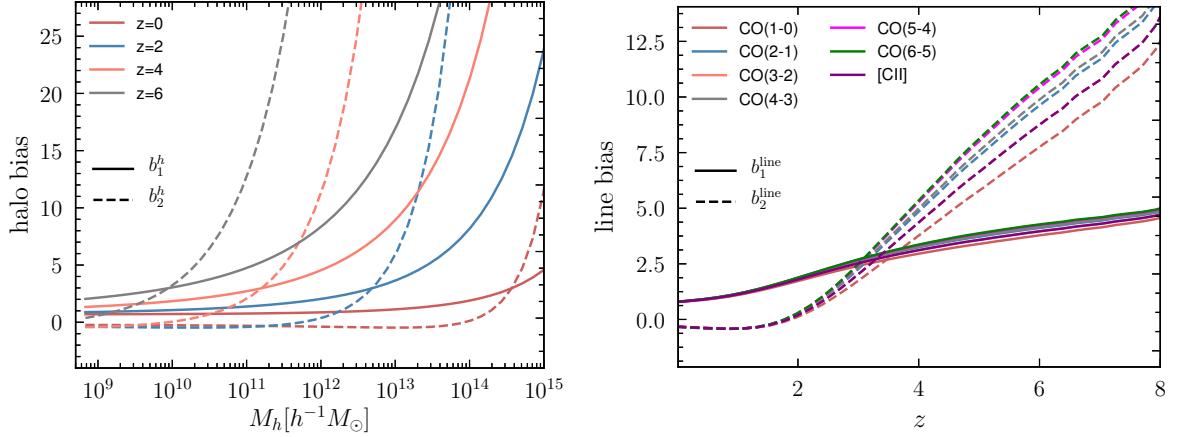 halo bias
25
20
15
10
5
0
z=0
z=2
z=4
z=6
b_1^h
b_2^h
10^9
10^10
10^11
10^12
10^13
10^14
10^15
M_h[h^{-1}M_⊙]
line bias
12.5
10.0
7.5
5.0
2.5
0.0
CO(1-0)
CO(2-1)
CO(3-2)
CO(4-3)
CO(5-4)
CO(6-5)
[CII]
b_1^line
b_2^line
2
4
6
8
z